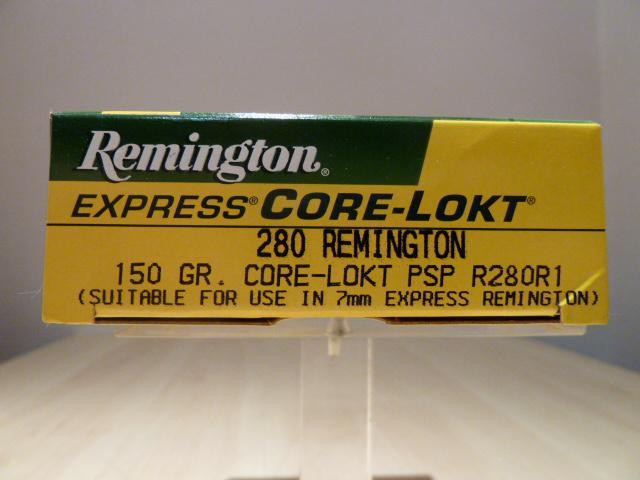 Remington®
EXPRESS® CORE-LOKT®
280 REMINGTON
150 GR. CORE-LOKT PSP R280R1
(SUITABLE FOR USE IN 7mm EXPRESS REMINGTON)